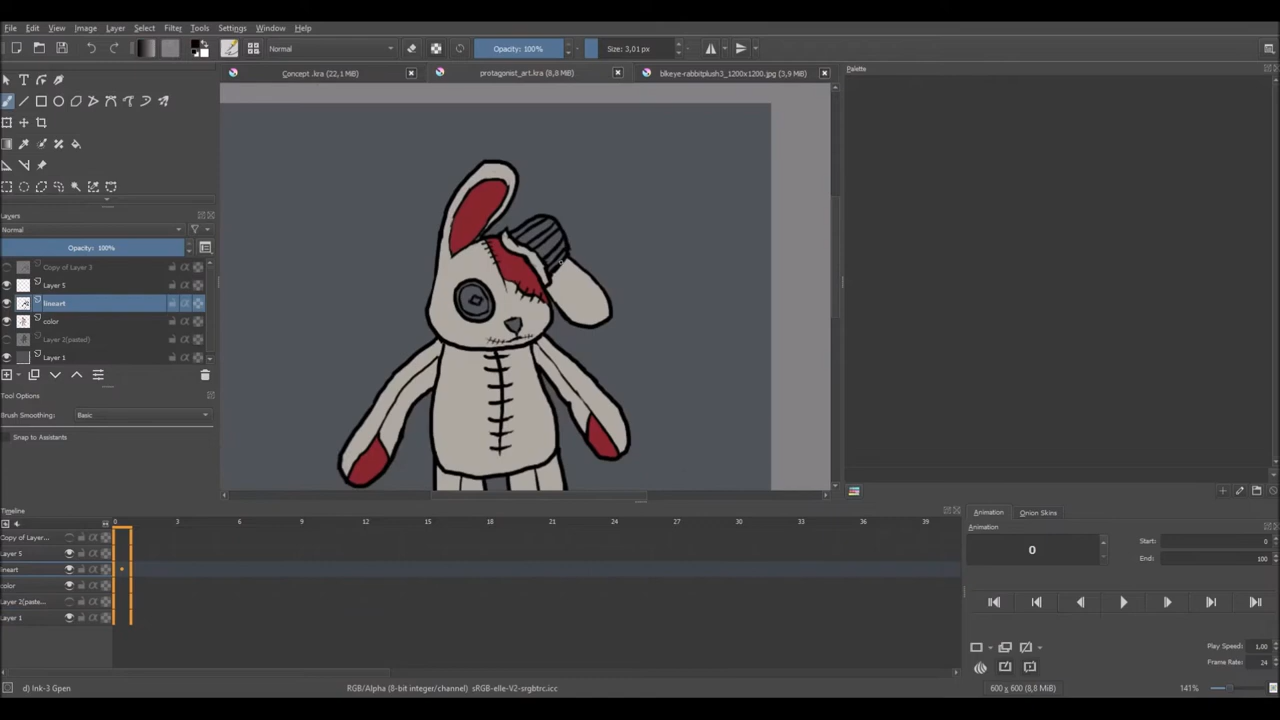 File Edit View Image Layer Select Filter Tools Settings Window Help
Normal Opacity: 100% Size: 3,01 px
Concept .kra (22,1 MiB) protagonist_art.kra (8,8 MiB) blkeye-rabbitplush3_1200x1200.jpg (3,9 MiB) Palette
Layers
Normal
Opacity: 100%
Copy of Layer 3
Layer 5
lineart
color
Layer 2(pasted)
Layer 1
Tool Options
Brush Smoothing: Basic
Snap to Assistants
Timeline
0 3 6 9 12 15 18 21 24 27 30 33 36 39
Copy of Layer...
Layer 5
lineart
color
Layer 2(paste...
Layer 1
Animation Onion Skins
Animation
0
Start: 0
End: 100
Play Speed: 1,00
Frame Rate: 24
d) Ink-3 Gpen RGB/Alpha (8-bit integer/channel) sRGB-elle-V2-srgbtrc.icc 600 x 600 (8,8 MiB) 141%